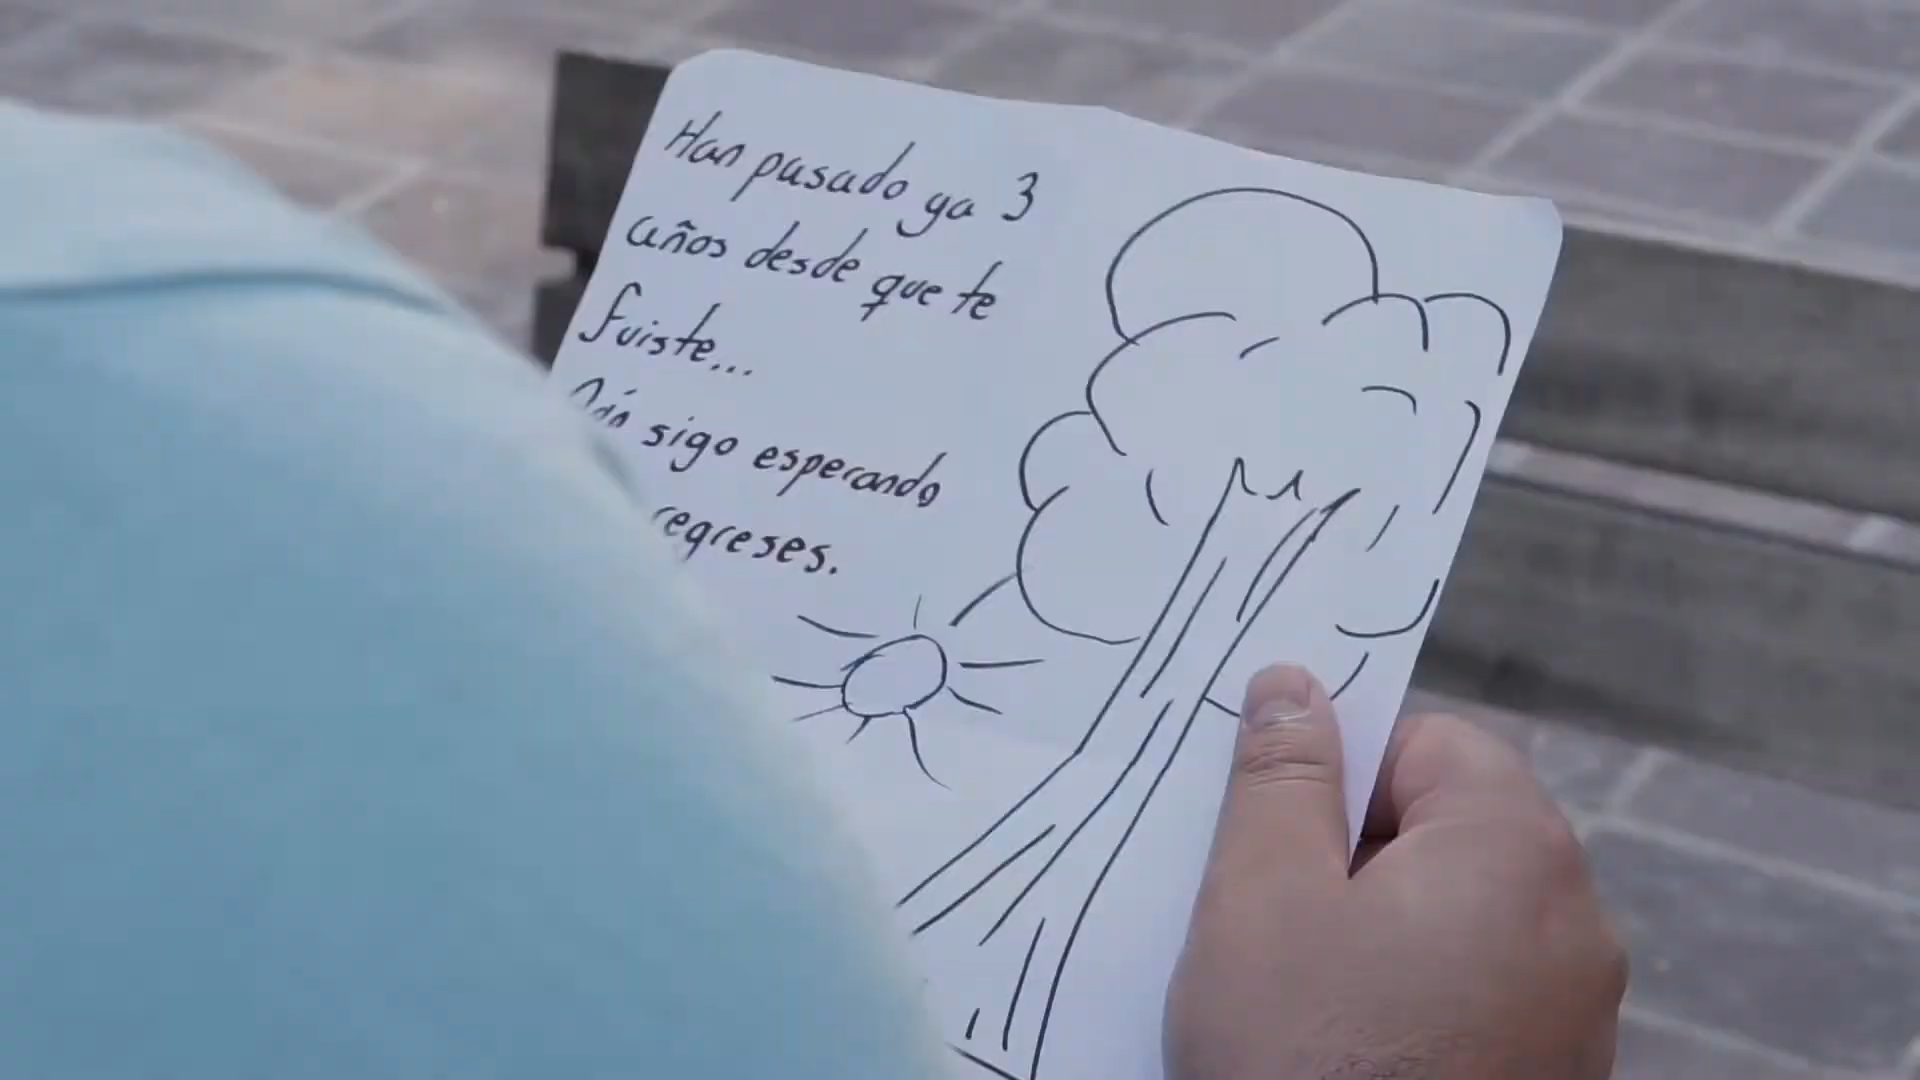 Han pasado ya 3
años desde que te
fuiste...
sigo esperando
regreses.